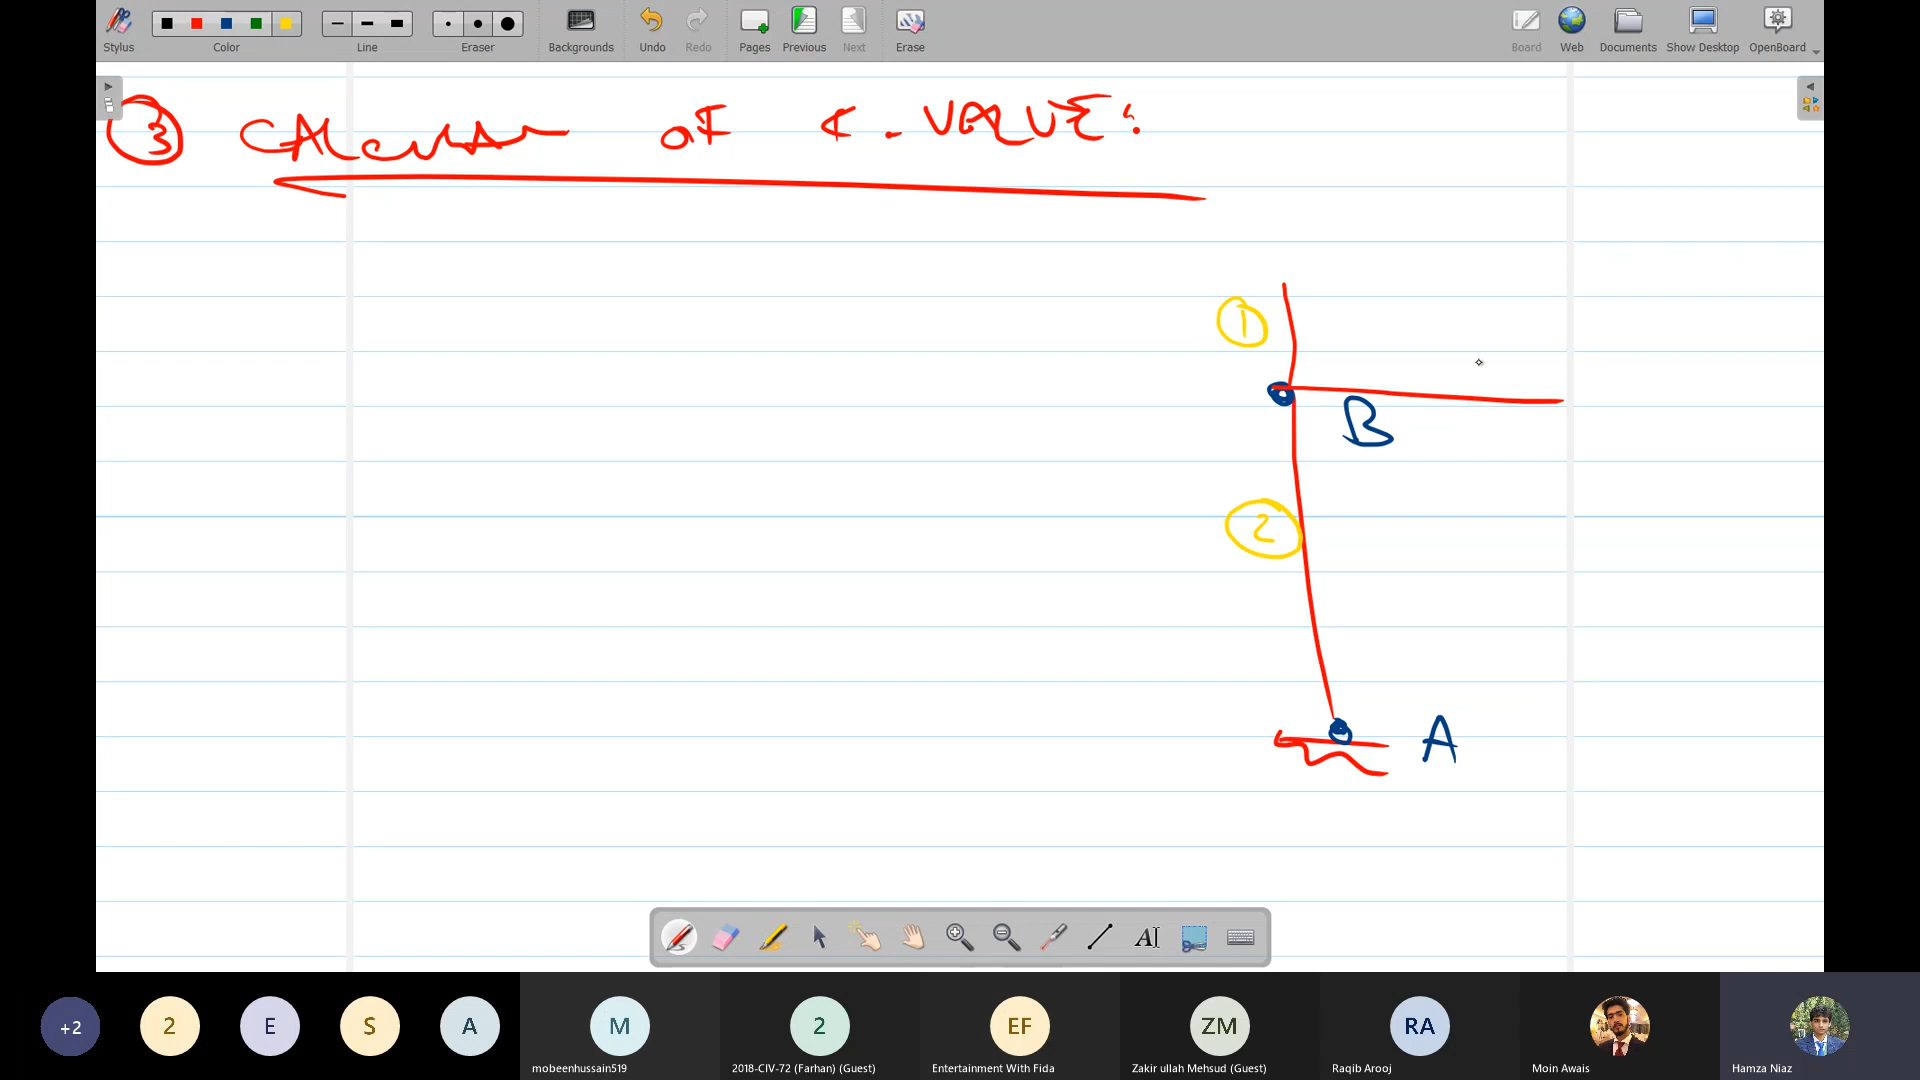 Stylus Color Line Eraser Backgrounds Undo Redo Pages Previous Next Erase Board Web Documents Show Desktop OpenBoard
3 OF K-VALUE:
1
B
2
A
+2 2 E S A M 2 EF ZM RA
mobeenhussain519 2018-CIV-72 (Farhan) (Guest) Entertainment With Fida Zakir ullah Mehsud (Guest) Raqib Arooj Moin Awais Hamza Niaz